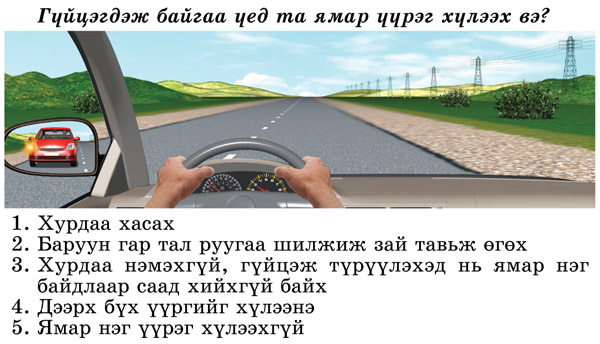 Гүйцэгдэж байгаа үед та ямар үүрэг хүлээх вэ?
1. Хурдаа хасах
2. Баруун гар тал руугаа шилжиж зай тавьж өгөх
3. Хурдаа нэмэхгүй, гүйцэж түрүүлэхэд нь ямар нэг
байдлаар саад хийхгүй байх
4. Дээрх бүх үүргийг хүлээнэ
5. Ямар нэг үүрэг хүлээхгүй